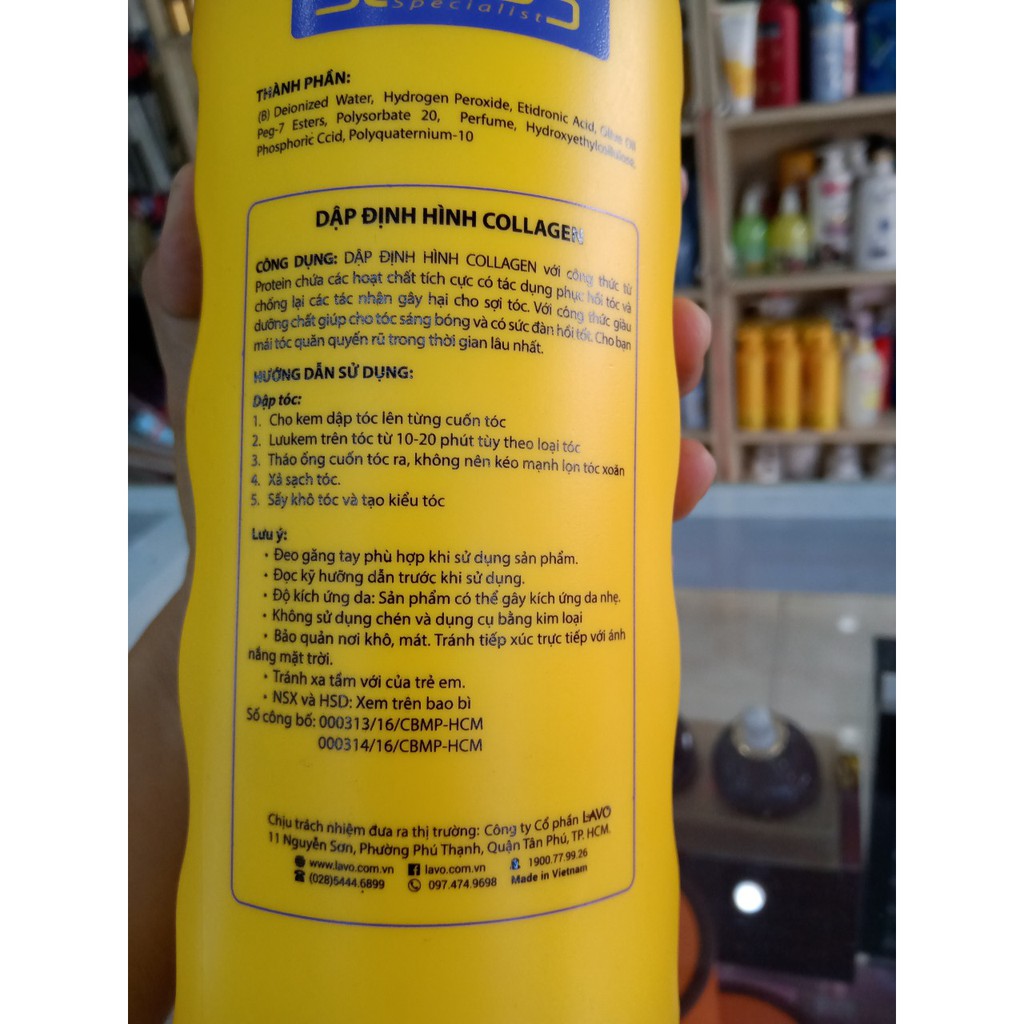 Specialist
THÀNH PHẦN:
(B) Deionized Water, Hydrogen Peroxide, Etidronic Acid, Olive Oil
Peg-7 Esters, Polysorbate 20, Perfume, Hydroxyethylcellulose,
Phosphoric Ccid, Polyquaternium-10
DẬP ĐỊNH HÌNH COLLAGEN
CÔNG DỤNG: DẬP ĐỊNH HÌNH COLLAGEN với công thức từ
Protein chứa các hoạt chất tích cực có tác dụng phục hồi tóc và
chống lại các tác nhân gây hại cho sợi tóc. Với công thức giàu
dưỡng chất giúp cho tóc sáng bóng và có sức đàn hồi tốt. Cho bạn
mái tóc quăn quyến rũ trong thời gian lâu nhất.
HƯỚNG DẪN SỬ DỤNG:
Dập tóc:
1. Cho kem dập tóc lên từng cuốn tóc
2. Lưukem trên tóc từ 10-20 phút tùy theo loại tóc
3. Tháo ống cuốn tóc ra, không nên kéo mạnh lọn tóc xoăn
4. Xả sạch tóc.
5. Sấy khô tóc và tạo kiểu tóc
Lưu ý:
• Đeo găng tay phù hợp khi sử dụng sản phẩm.
• Đọc kỹ hưỡng dẫn trước khi sử dụng.
• Độ kích ứng da: Sản phẩm có thể gây kích ứng da nhẹ.
• Không sử dụng chén và dụng cụ bằng kim loại
• Bảo quản nơi khô, mát. Tránh tiếp xúc trực tiếp với ánh
nắng mặt trời.
• Tránh xa tầm với của trẻ em.
• NSX và HSD: Xem trên bao bì
Số công bố: 000313/16/CBMP-HCM
000314/16/CBMP-HCM
Chịu trách nhiệm đưa ra thị trường: Công ty Cổ phần LAVO
11 Nguyễn Sơn, Phường Phú Thạnh, Quận Tân Phú, TP. HCM.
www.lavo.com.vn lavo.com.vn 1900.77.99.26
(028)5444.6899 097.474.9698 Made in Vietnam